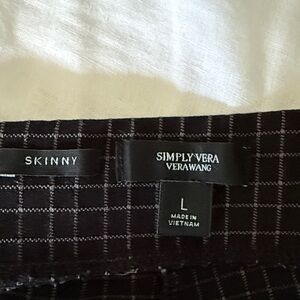 SKINNY
SIMPLY VERA
VERAWANG
L
MADE IN
VIETNAM